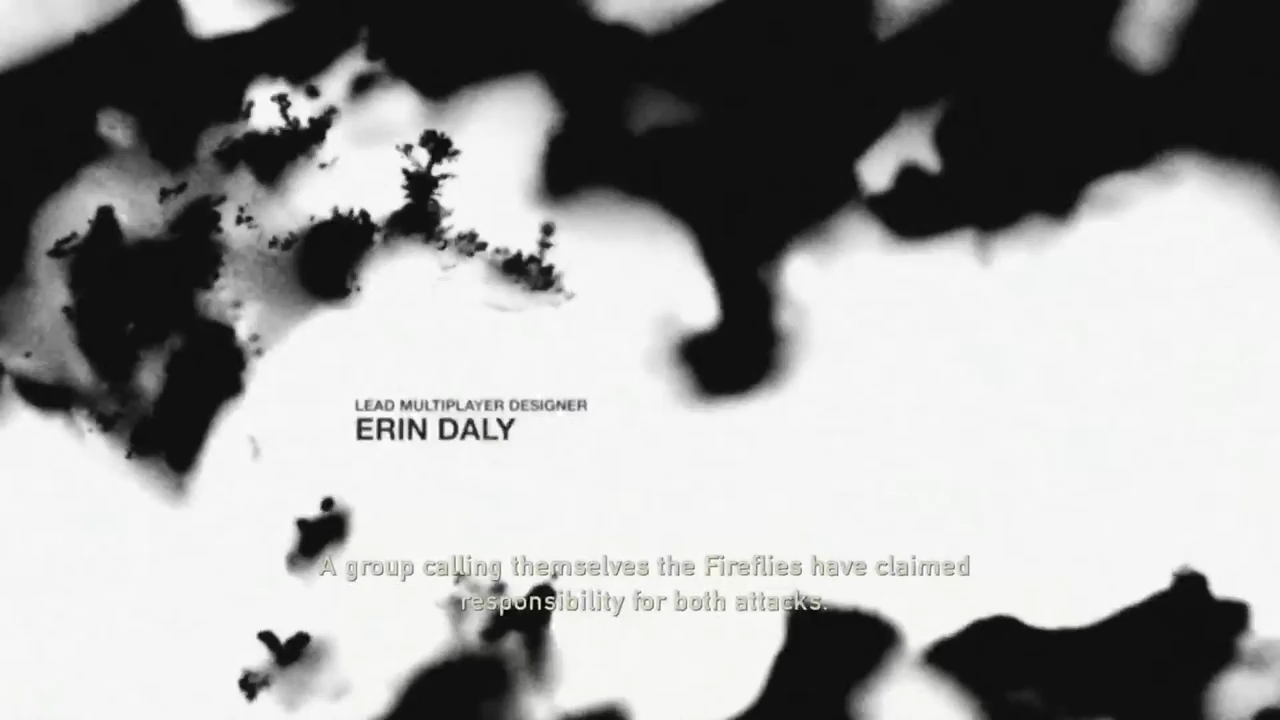 LEAD MULTIPLAYER DESIGNER
ERIN DALY
A group calling themselves the Fireflies have claimed
responsibility for both attacks.